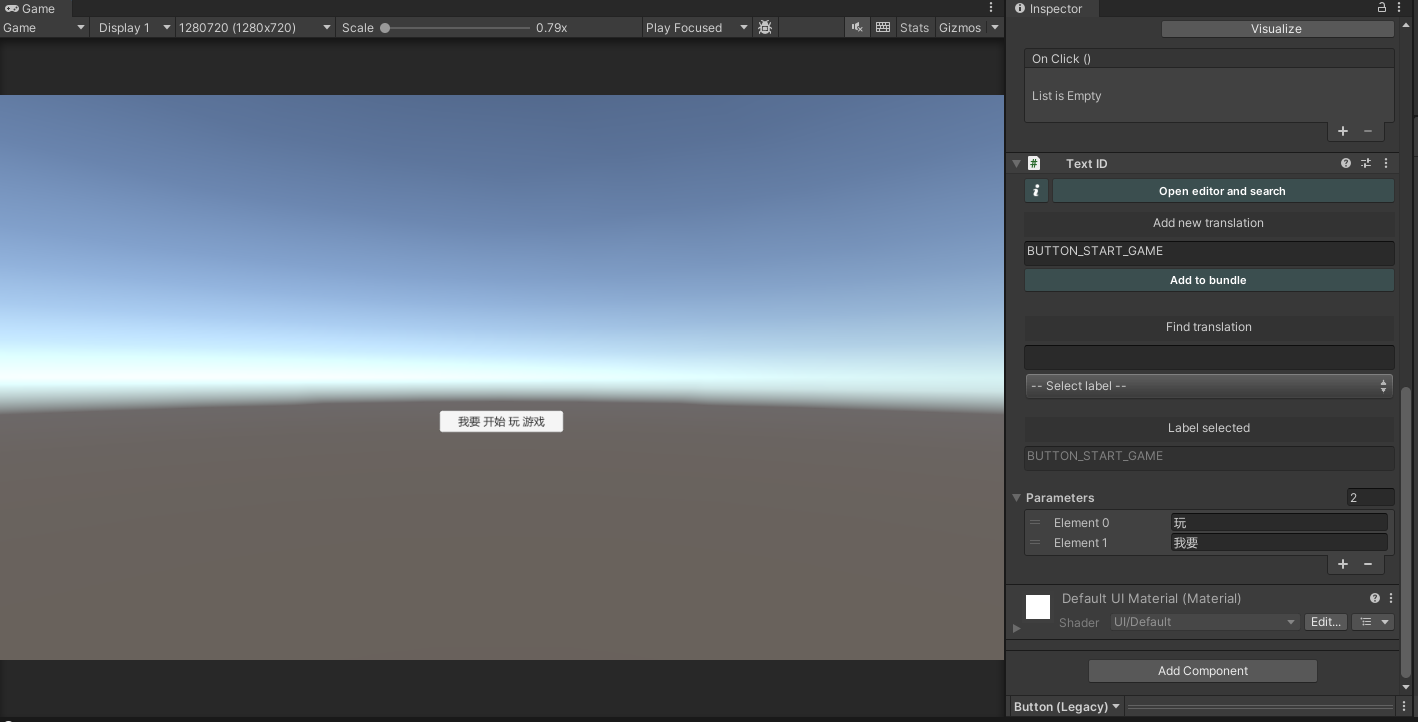 Game
Game
Display 1
1280720 (1280x720)
Scale
0.79x
Play Focused
Stats
Gizmos
我要 开始 玩 游戏
Inspector
Visualize
On Click ()
List is Empty
Text ID
Open editor and search
Add new translation
BUTTON_START_GAME
Add to bundle
Find translation
-- Select label --
Label selected
BUTTON_START_GAME
Parameters 2
Element 0 玩
Element 1 我要
Default UI Material (Material)
Shader UI/Default Edit...
Add Component
Button (Legacy)